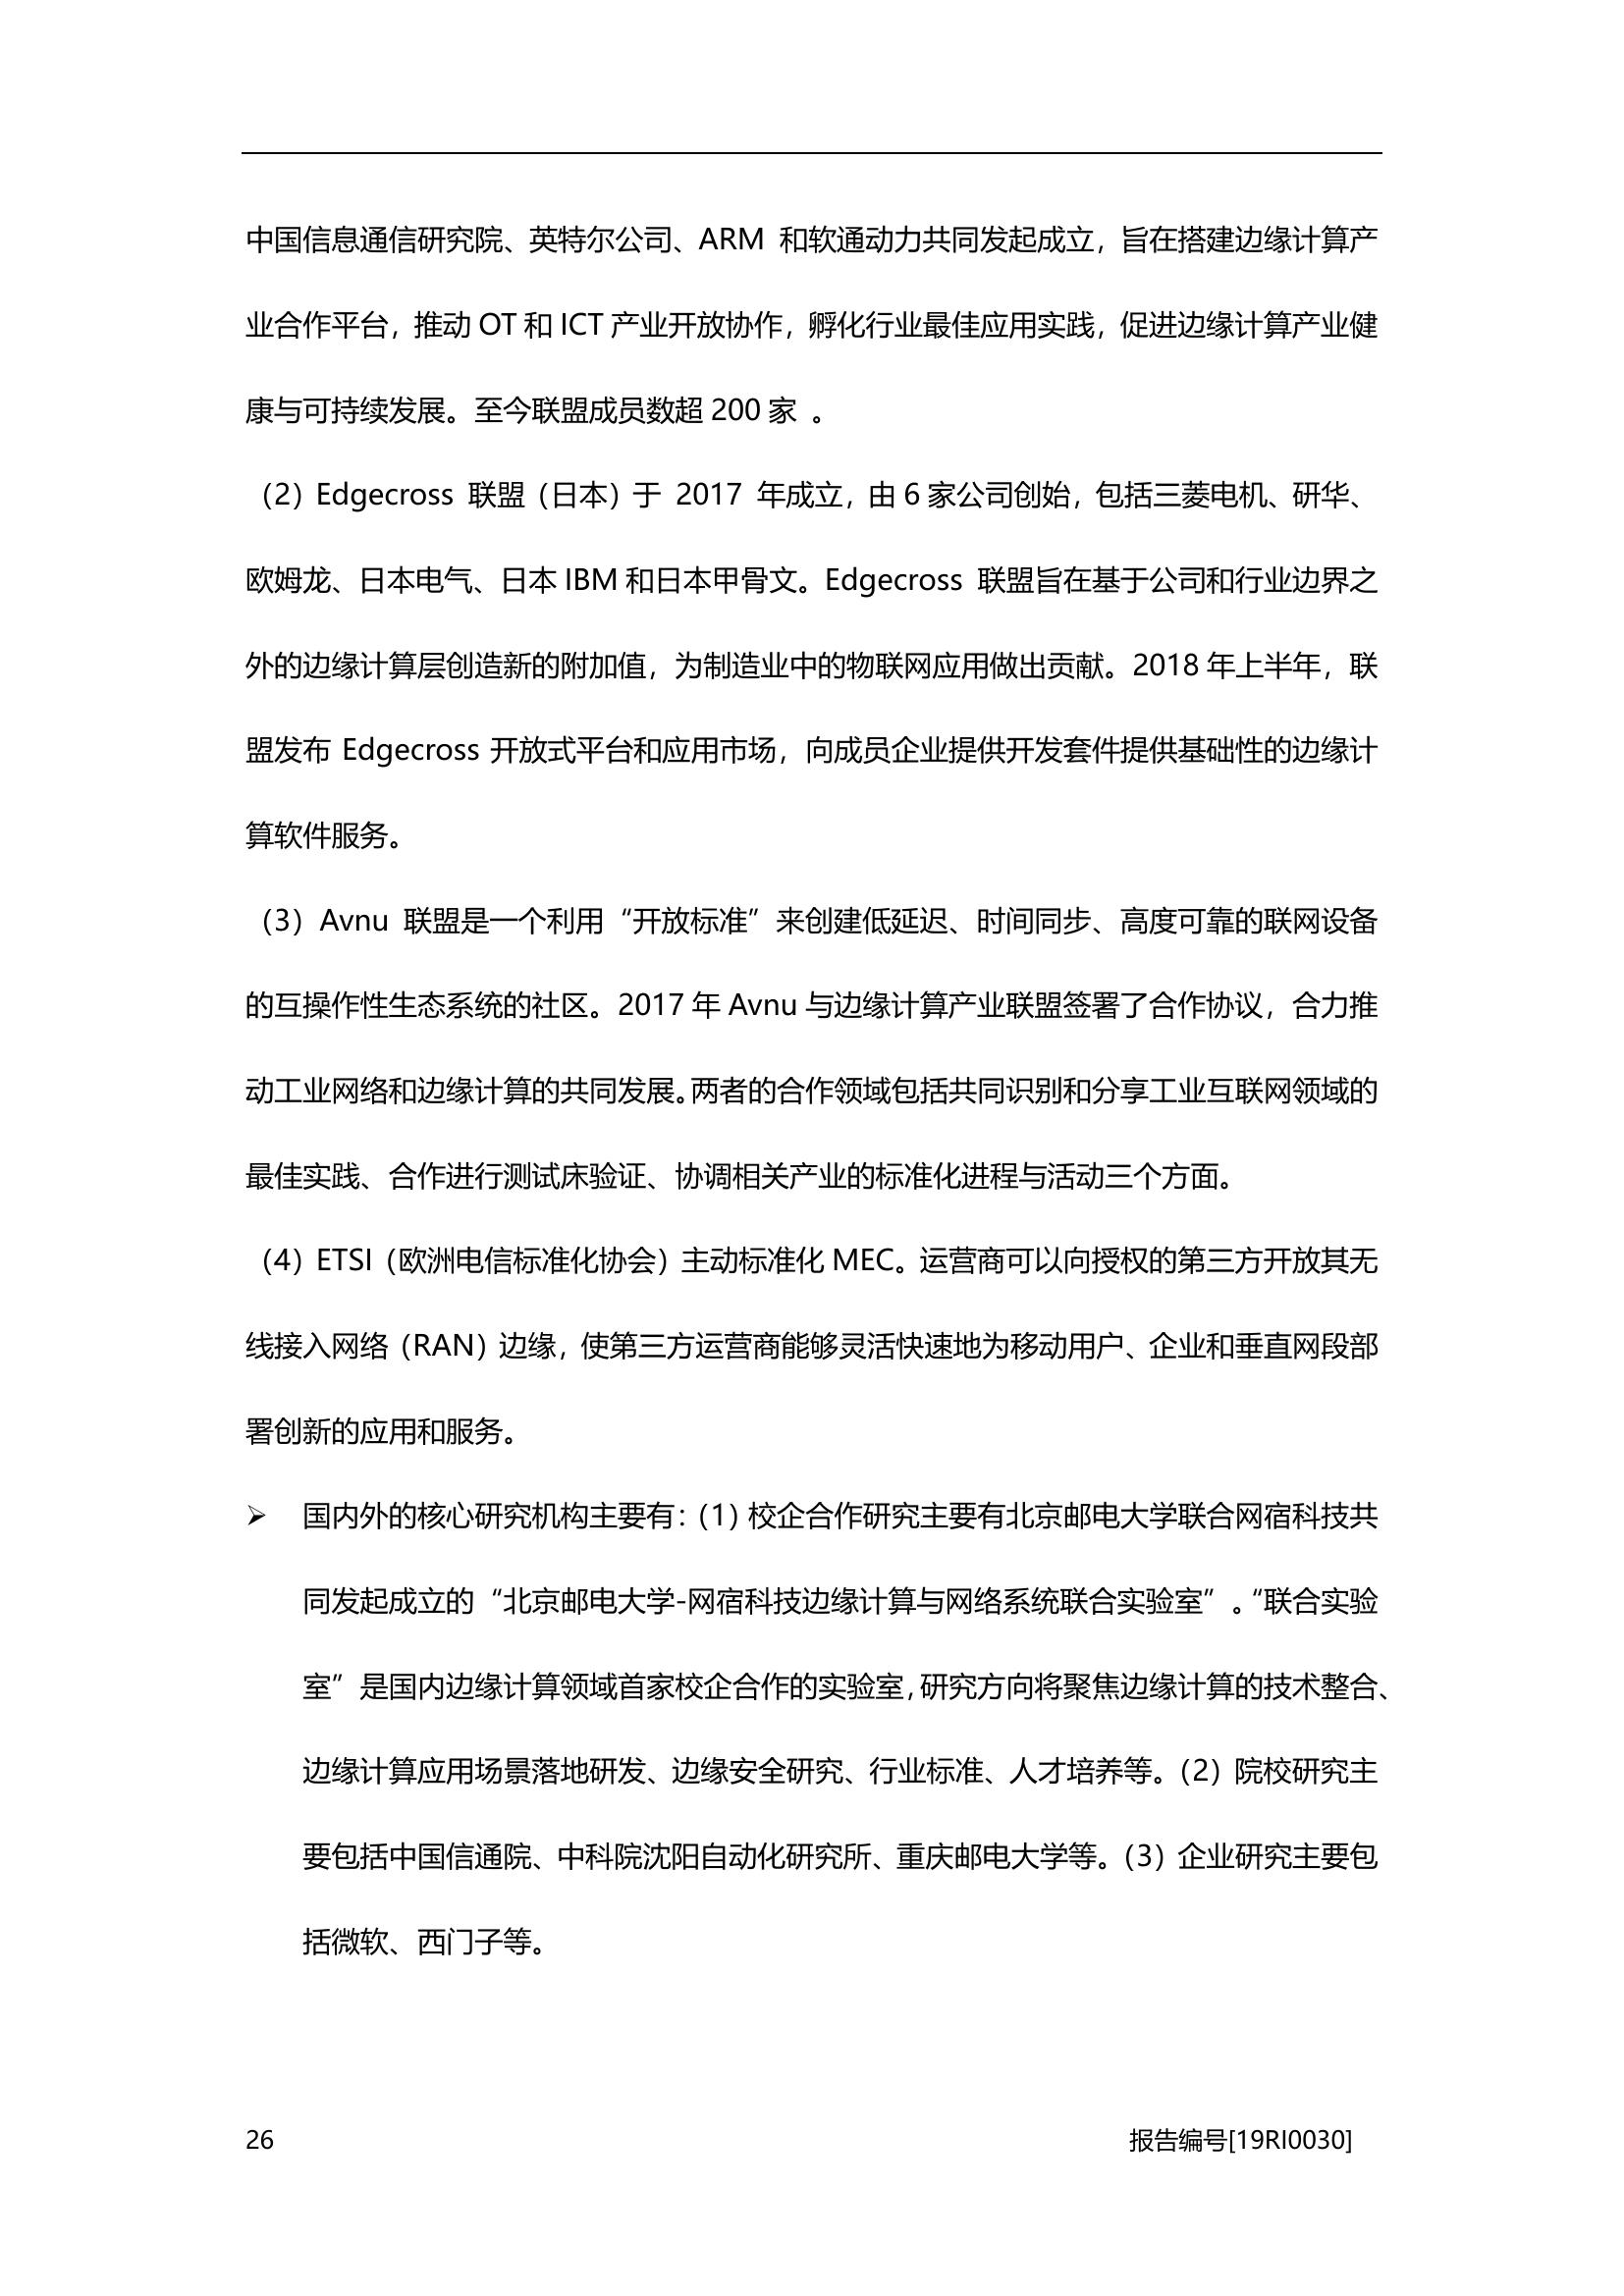 中国信息通信研究院、英特尔公司、ARM 和软通动力共同发起成立，旨在搭建边缘计算产
业合作平台，推动 OT 和 ICT 产业开放协作，孵化行业最佳应用实践，促进边缘计算产业健
康与可持续发展。至今联盟成员数超 200 家 。
（2）Edgecross 联盟（日本）于 2017 年成立，由 6 家公司创始，包括三菱电机、研华、
欧姆龙、日本电气、日本 IBM 和日本甲骨文。Edgecross 联盟旨在基于公司和行业边界之
外的边缘计算层创造新的附加值，为制造业中的物联网应用做出贡献。2018 年上半年，联
盟发布 Edgecross 开放式平台和应用市场，向成员企业提供开发套件提供基础性的边缘计
算软件服务。
（3）Avnu 联盟是一个利用“开放标准”来创建低延迟、时间同步、高度可靠的联网设备
的互操作性生态系统的社区。2017 年 Avnu 与边缘计算产业联盟签署了合作协议，合力推
动工业网络和边缘计算的共同发展。两者的合作领域包括共同识别和分享工业互联网领域的
最佳实践、合作进行测试床验证、协调相关产业的标准化进程与活动三个方面。
（4）ETSI（欧洲电信标准化协会）主动标准化 MEC。运营商可以向授权的第三方开放其无
线接入网络（RAN）边缘，使第三方运营商能够灵活快速地为移动用户、企业和垂直网段部
署创新的应用和服务。
➢ 国内外的核心研究机构主要有：（1）校企合作研究主要有北京邮电大学联合网宿科技共
同发起成立的“北京邮电大学-网宿科技边缘计算与网络系统联合实验室”。“联合实验
室”是国内边缘计算领域首家校企合作的实验室，研究方向将聚焦边缘计算的技术整合、
边缘计算应用场景落地研发、边缘安全研究、行业标准、人才培养等。（2）院校研究主
要包括中国信通院、中科院沈阳自动化研究所、重庆邮电大学等。（3）企业研究主要包
括微软、西门子等。
26 报告编号[19RI0030]